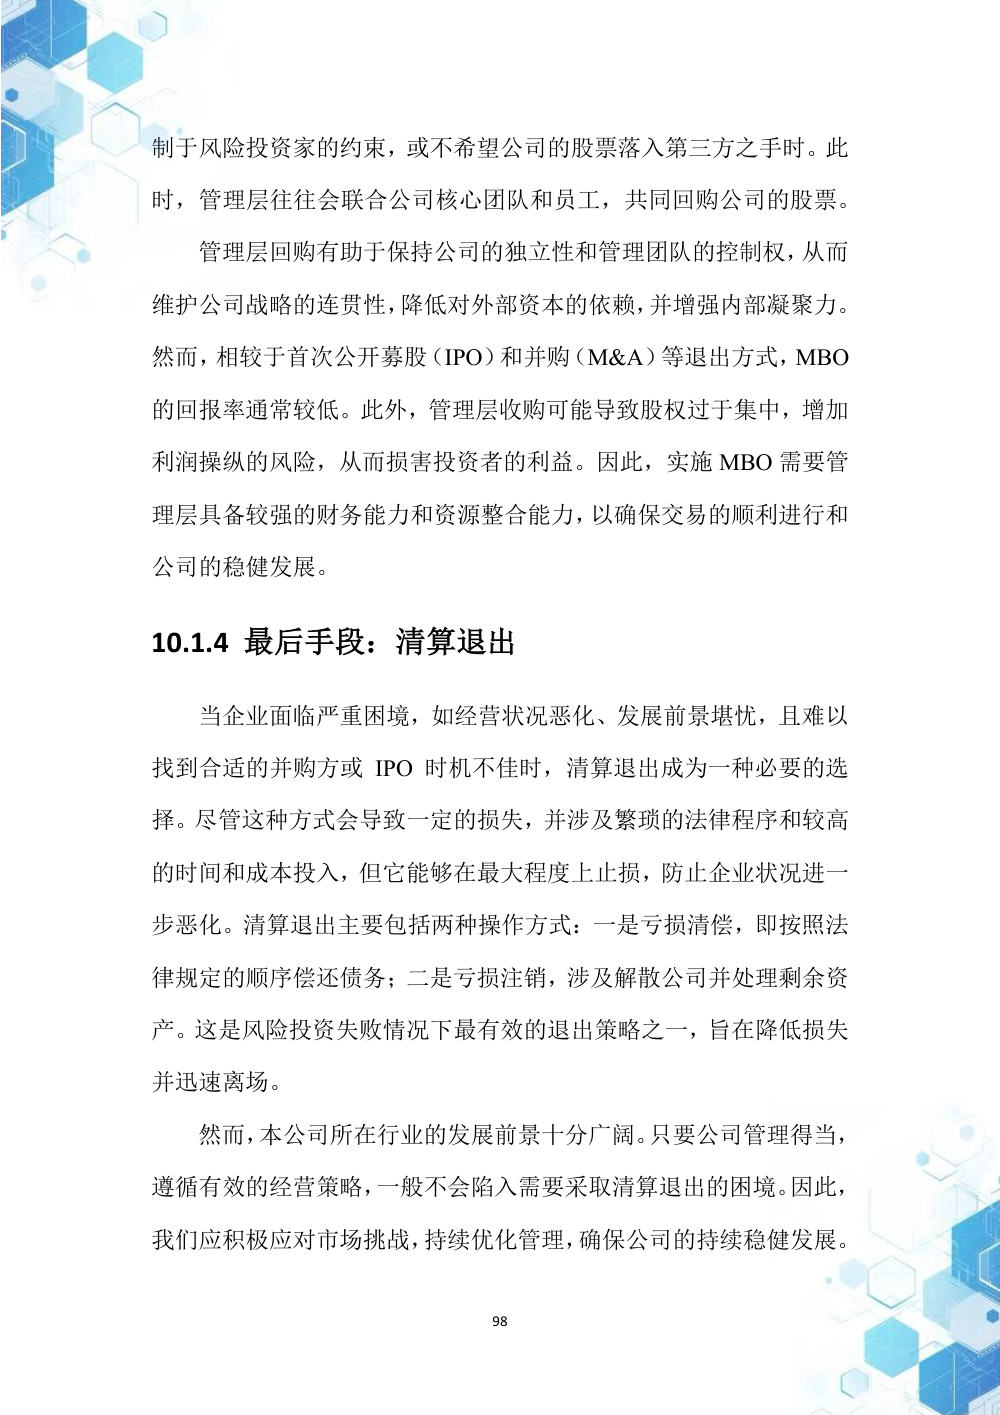 制于风险投资家的约束，或不希望公司的股票落入第三方之手时。此
时，管理层往往会联合公司核心团队和员工，共同回购公司的股票。
管理层回购有助于保持公司的独立性和管理团队的控制权，从而
维护公司战略的连贯性，降低对外部资本的依赖，并增强内部凝聚力。
然而，相较于首次公开募股（IPO）和并购（M&A）等退出方式，MBO
的回报率通常较低。此外，管理层收购可能导致股权过于集中，增加
利润操纵的风险，从而损害投资者的利益。因此，实施 MBO 需要管
理层具备较强的财务能力和资源整合能力，以确保交易的顺利进行和
公司的稳健发展。
10.1.4 最后手段：清算退出
当企业面临严重困境，如经营状况恶化、发展前景堪忧，且难以
找到合适的并购方或 IPO 时机不佳时，清算退出成为一种必要的选
择。尽管这种方式会导致一定的损失，并涉及繁琐的法律程序和较高
的时间和成本投入，但它能够在最大程度上止损，防止企业状况进一
步恶化。清算退出主要包括两种操作方式：一是亏损清偿，即按照法
律规定的顺序偿还债务；二是亏损注销，涉及解散公司并处理剩余资
产。这是风险投资失败情况下最有效的退出策略之一，旨在降低损失
并迅速离场。
然而，本公司所在行业的发展前景十分广阔。只要公司管理得当，
遵循有效的经营策略，一般不会陷入需要采取清算退出的困境。因此，
我们应积极应对市场挑战，持续优化管理，确保公司的持续稳健发展。
98